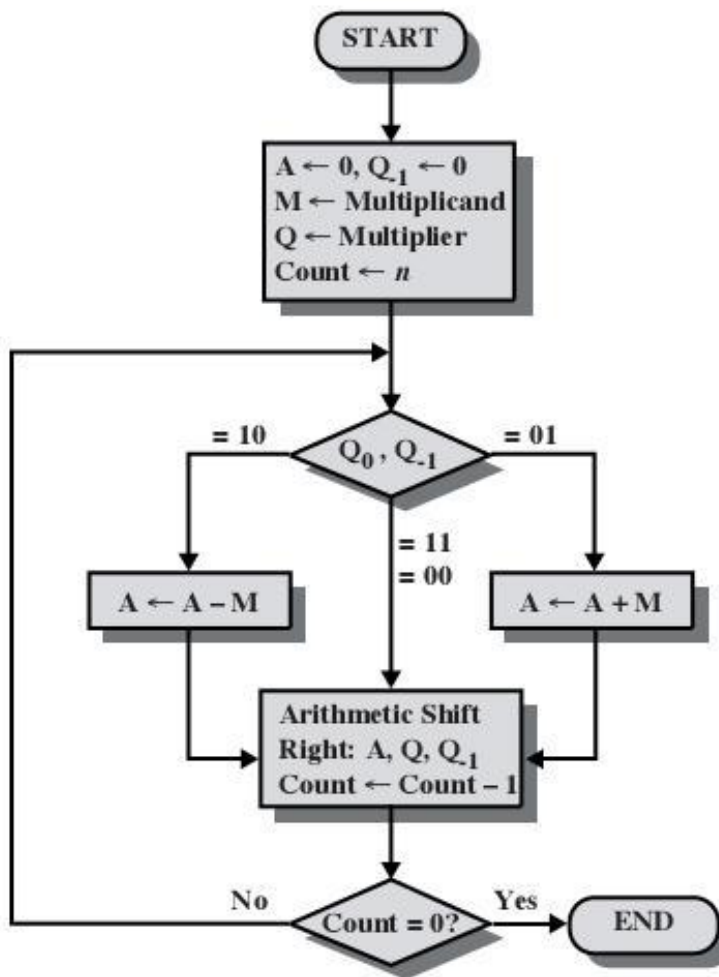 START
A ← 0, Q₋₁ ← 0
M ← Multiplicand
Q ← Multiplier
Count ← n
= 10
Q₀ , Q₋₁
= 01
= 11
= 00
A ← A – M
A ← A + M
Arithmetic Shift
Right: A, Q, Q₋₁
Count ← Count – 1
No
Count = 0?
Yes
END